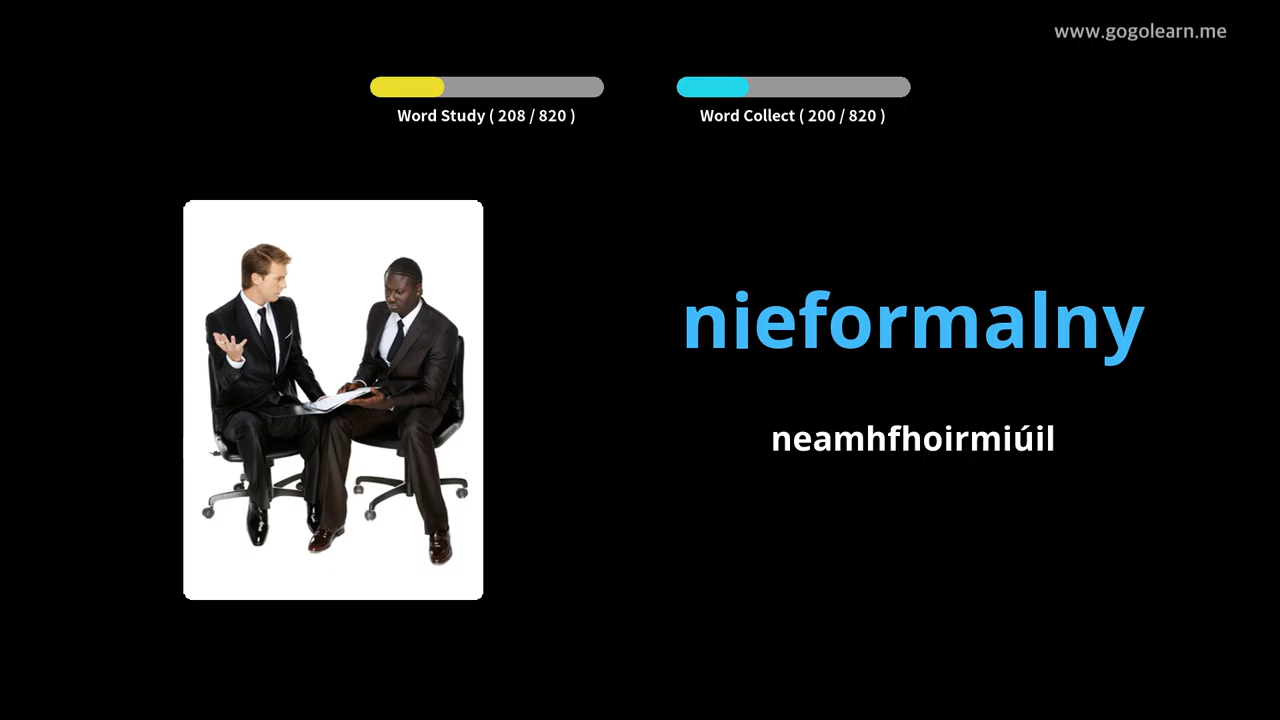 www.gogolearn.me
Word Study ( 208 / 820 )
Word Collect ( 200 / 820 )
nieformalny
neamhfhoirmiúil